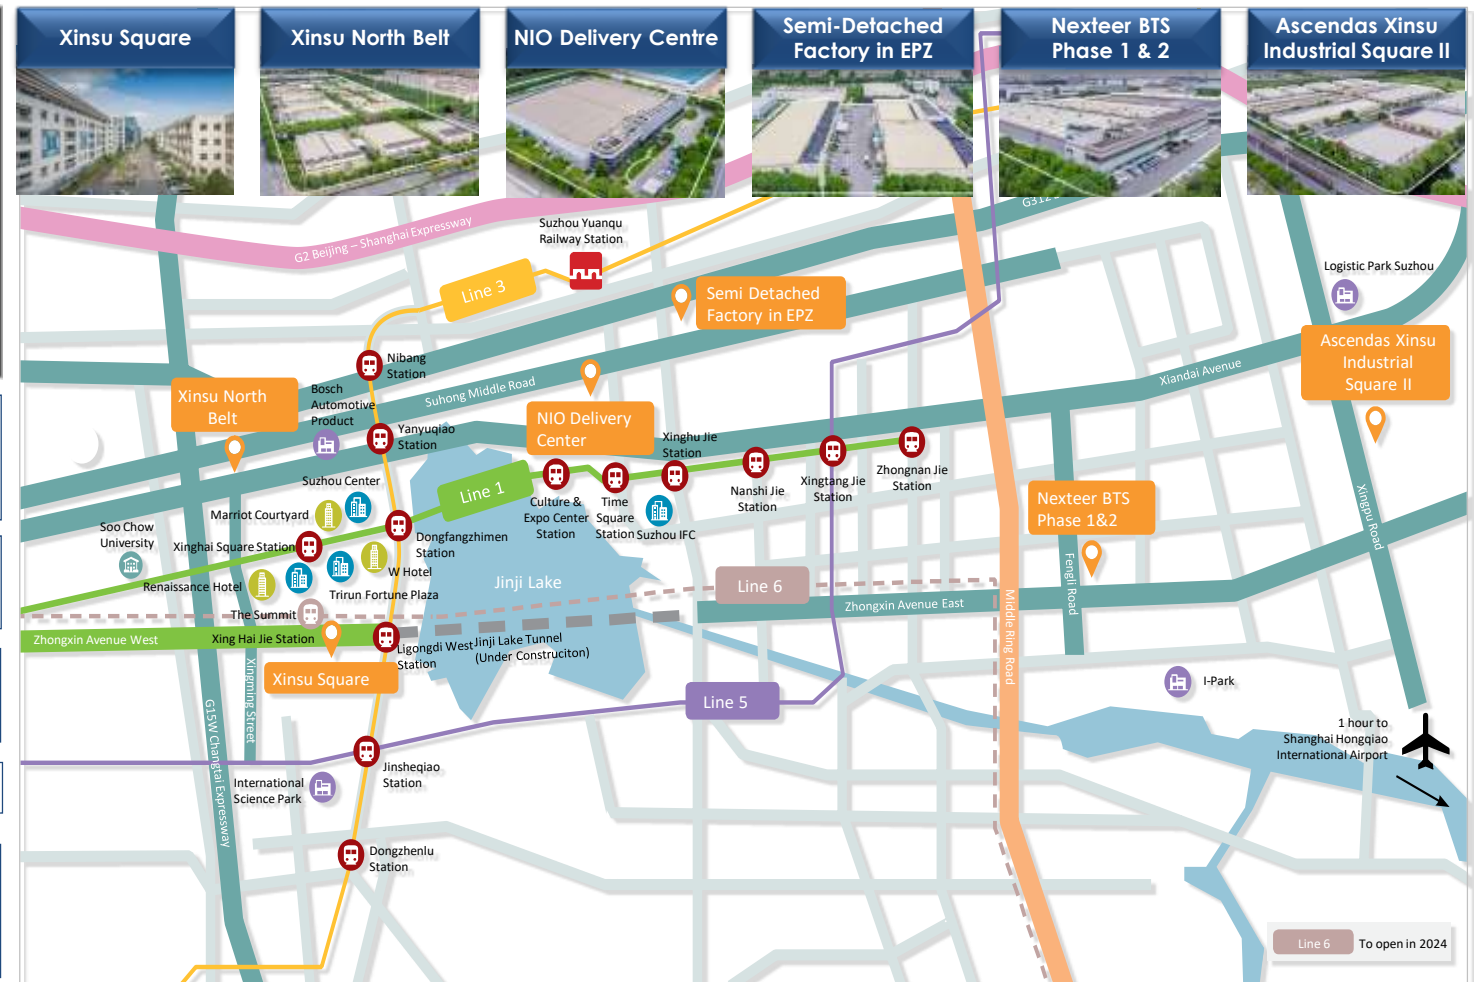 Xinsu Square
Xinsu North Belt
NIO Delivery Centre
Semi-Detached
Factory in EPZ
Nexteer BTS
Phase 1 & 2
Ascendas Xinsu
Industrial Square II
G312
G2 Beijing – Shanghai Expressway
Suzhou Yuanqu
Railway Station
Line 3
Semi Detached
Factory in EPZ
Logistic Park Suzhou
Ascendas Xinsu
Industrial
Square II
Nibang
Station
Xiandai Avenue
Xinsu North
Belt
Bosch
Automotive
Product
Suhong Middle Road
NIO Delivery
Center
Yanyuqiao
Station
Xinghu Jie
Station
Zhongnan Jie
Station
Xingtang Jie
Station
Nanshi Jie
Station
Suzhou Center
Line 1
Culture &
Expo Center
Station
Time
Square
Station
Suzhou IFC
Nexteer BTS
Phase 1&2
Xingpu Road
Marriot Courtyard
Soo Chow
University
Xinghai Square Station
Dongfangzhimen
Station
W Hotel
Renaissance Hotel
Trirun Fortune Plaza
Jinji Lake
Line 6
Zhongxin Avenue East
Fengli Road
Middle Ring Road
The Summit
Zhongxin Avenue West
Xing Hai Jie Station
Ligongdi West
Station
Jinji Lake Tunnel
(Under Construciton)
Xinsu Square
Xingming Street
G15W Changtai Expressway
Line 5
I-Park
1 hour to
Shanghai Hongqiao
International Airport
Jinsheqiao
Station
International
Science Park
Dongzhenlu
Station
Line 6
To open in 2024